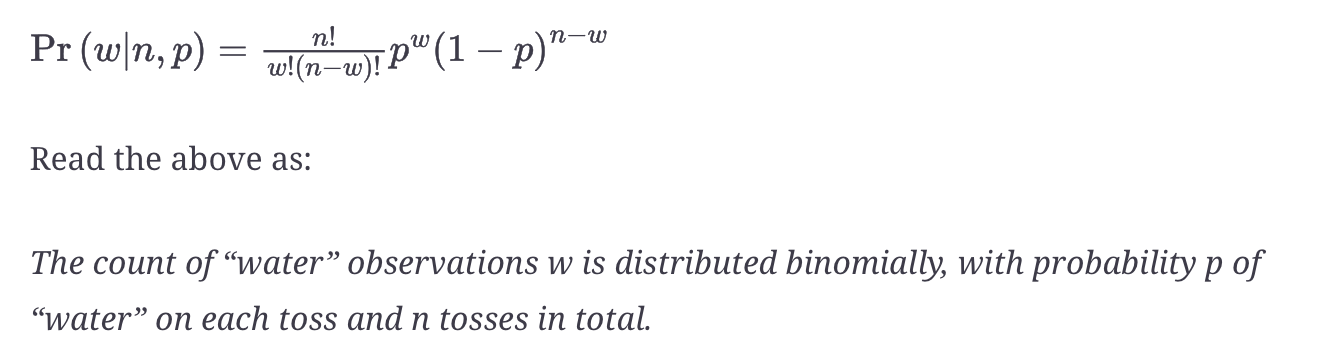 Pr (w|n, p) = n!/w!(n−w)! p^w (1 − p)^{n−w}
Read the above as:
The count of “water” observations w is distributed binomially, with probability p of
“water” on each toss and n tosses in total.